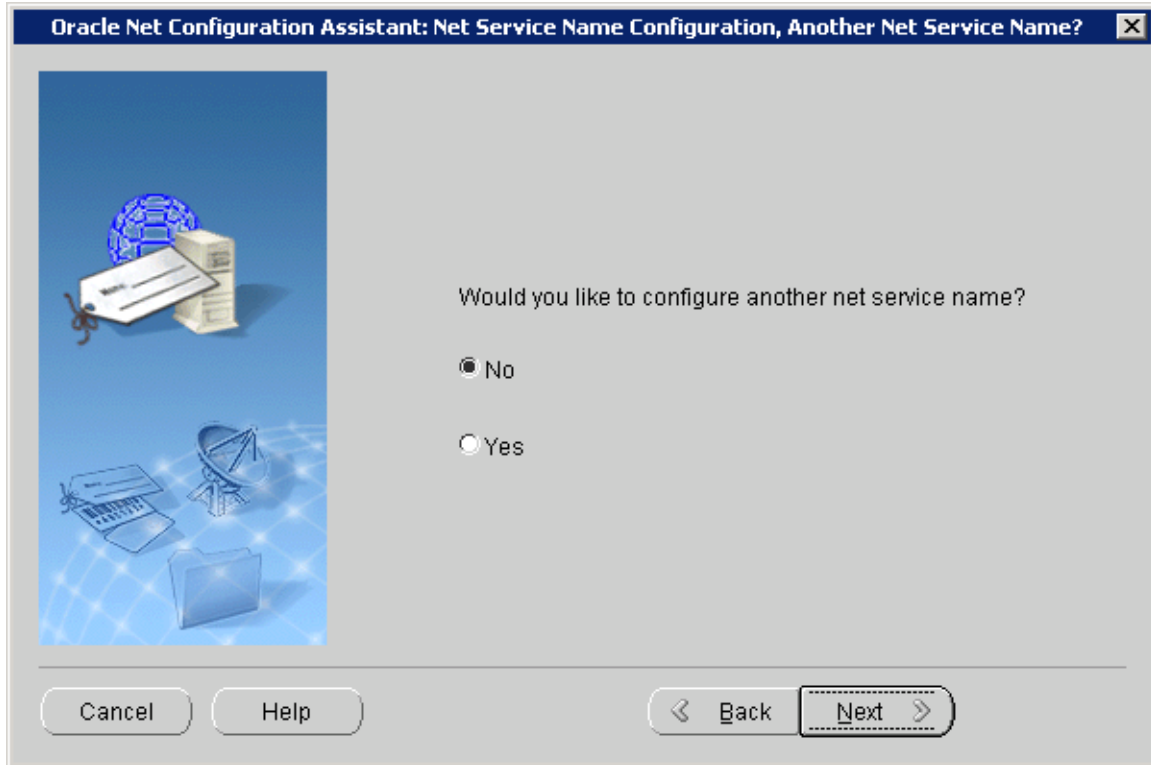 Oracle Net Configuration Assistant: Net Service Name Configuration, Another Net Service Name?
Would you like to configure another net service name?
No
Yes
Cancel
Help
Back
Next